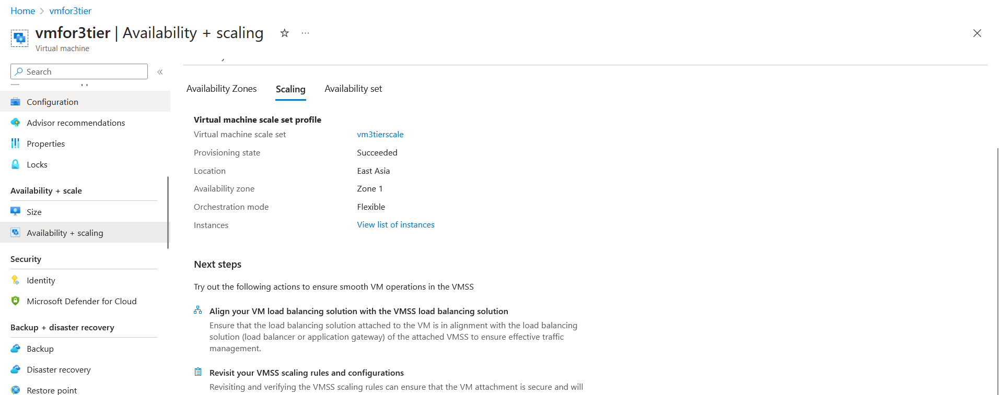 Home > vmfor3tier
vmfor3tier | Availability + scaling
Virtual machine
Search
Configuration
Advisor recommendations
Properties
Locks
Availability + scale
Size
Availability + scaling
Security
Identity
Microsoft Defender for Cloud
Backup + disaster recovery
Backup
Disaster recovery
Restore point
Availability Zones Scaling Availability set
Virtual machine scale set profile
Virtual machine scale set vm3tierscale
Provisioning state Succeeded
Location East Asia
Availability zone Zone 1
Orchestration mode Flexible
Instances View list of instances
Next steps
Try out the following actions to ensure smooth VM operations in the VMSS
Align your VM load balancing solution with the VMSS load balancing solution
Ensure that the load balancing solution attached to the VM is in alignment with the load balancing
solution (load balancer or application gateway) of the attached VMSS to ensure effective traffic
management.
Revisit your VMSS scaling rules and configurations
Revisiting and verifying the VMSS scaling rules can ensure that the VM attachment is secure and will